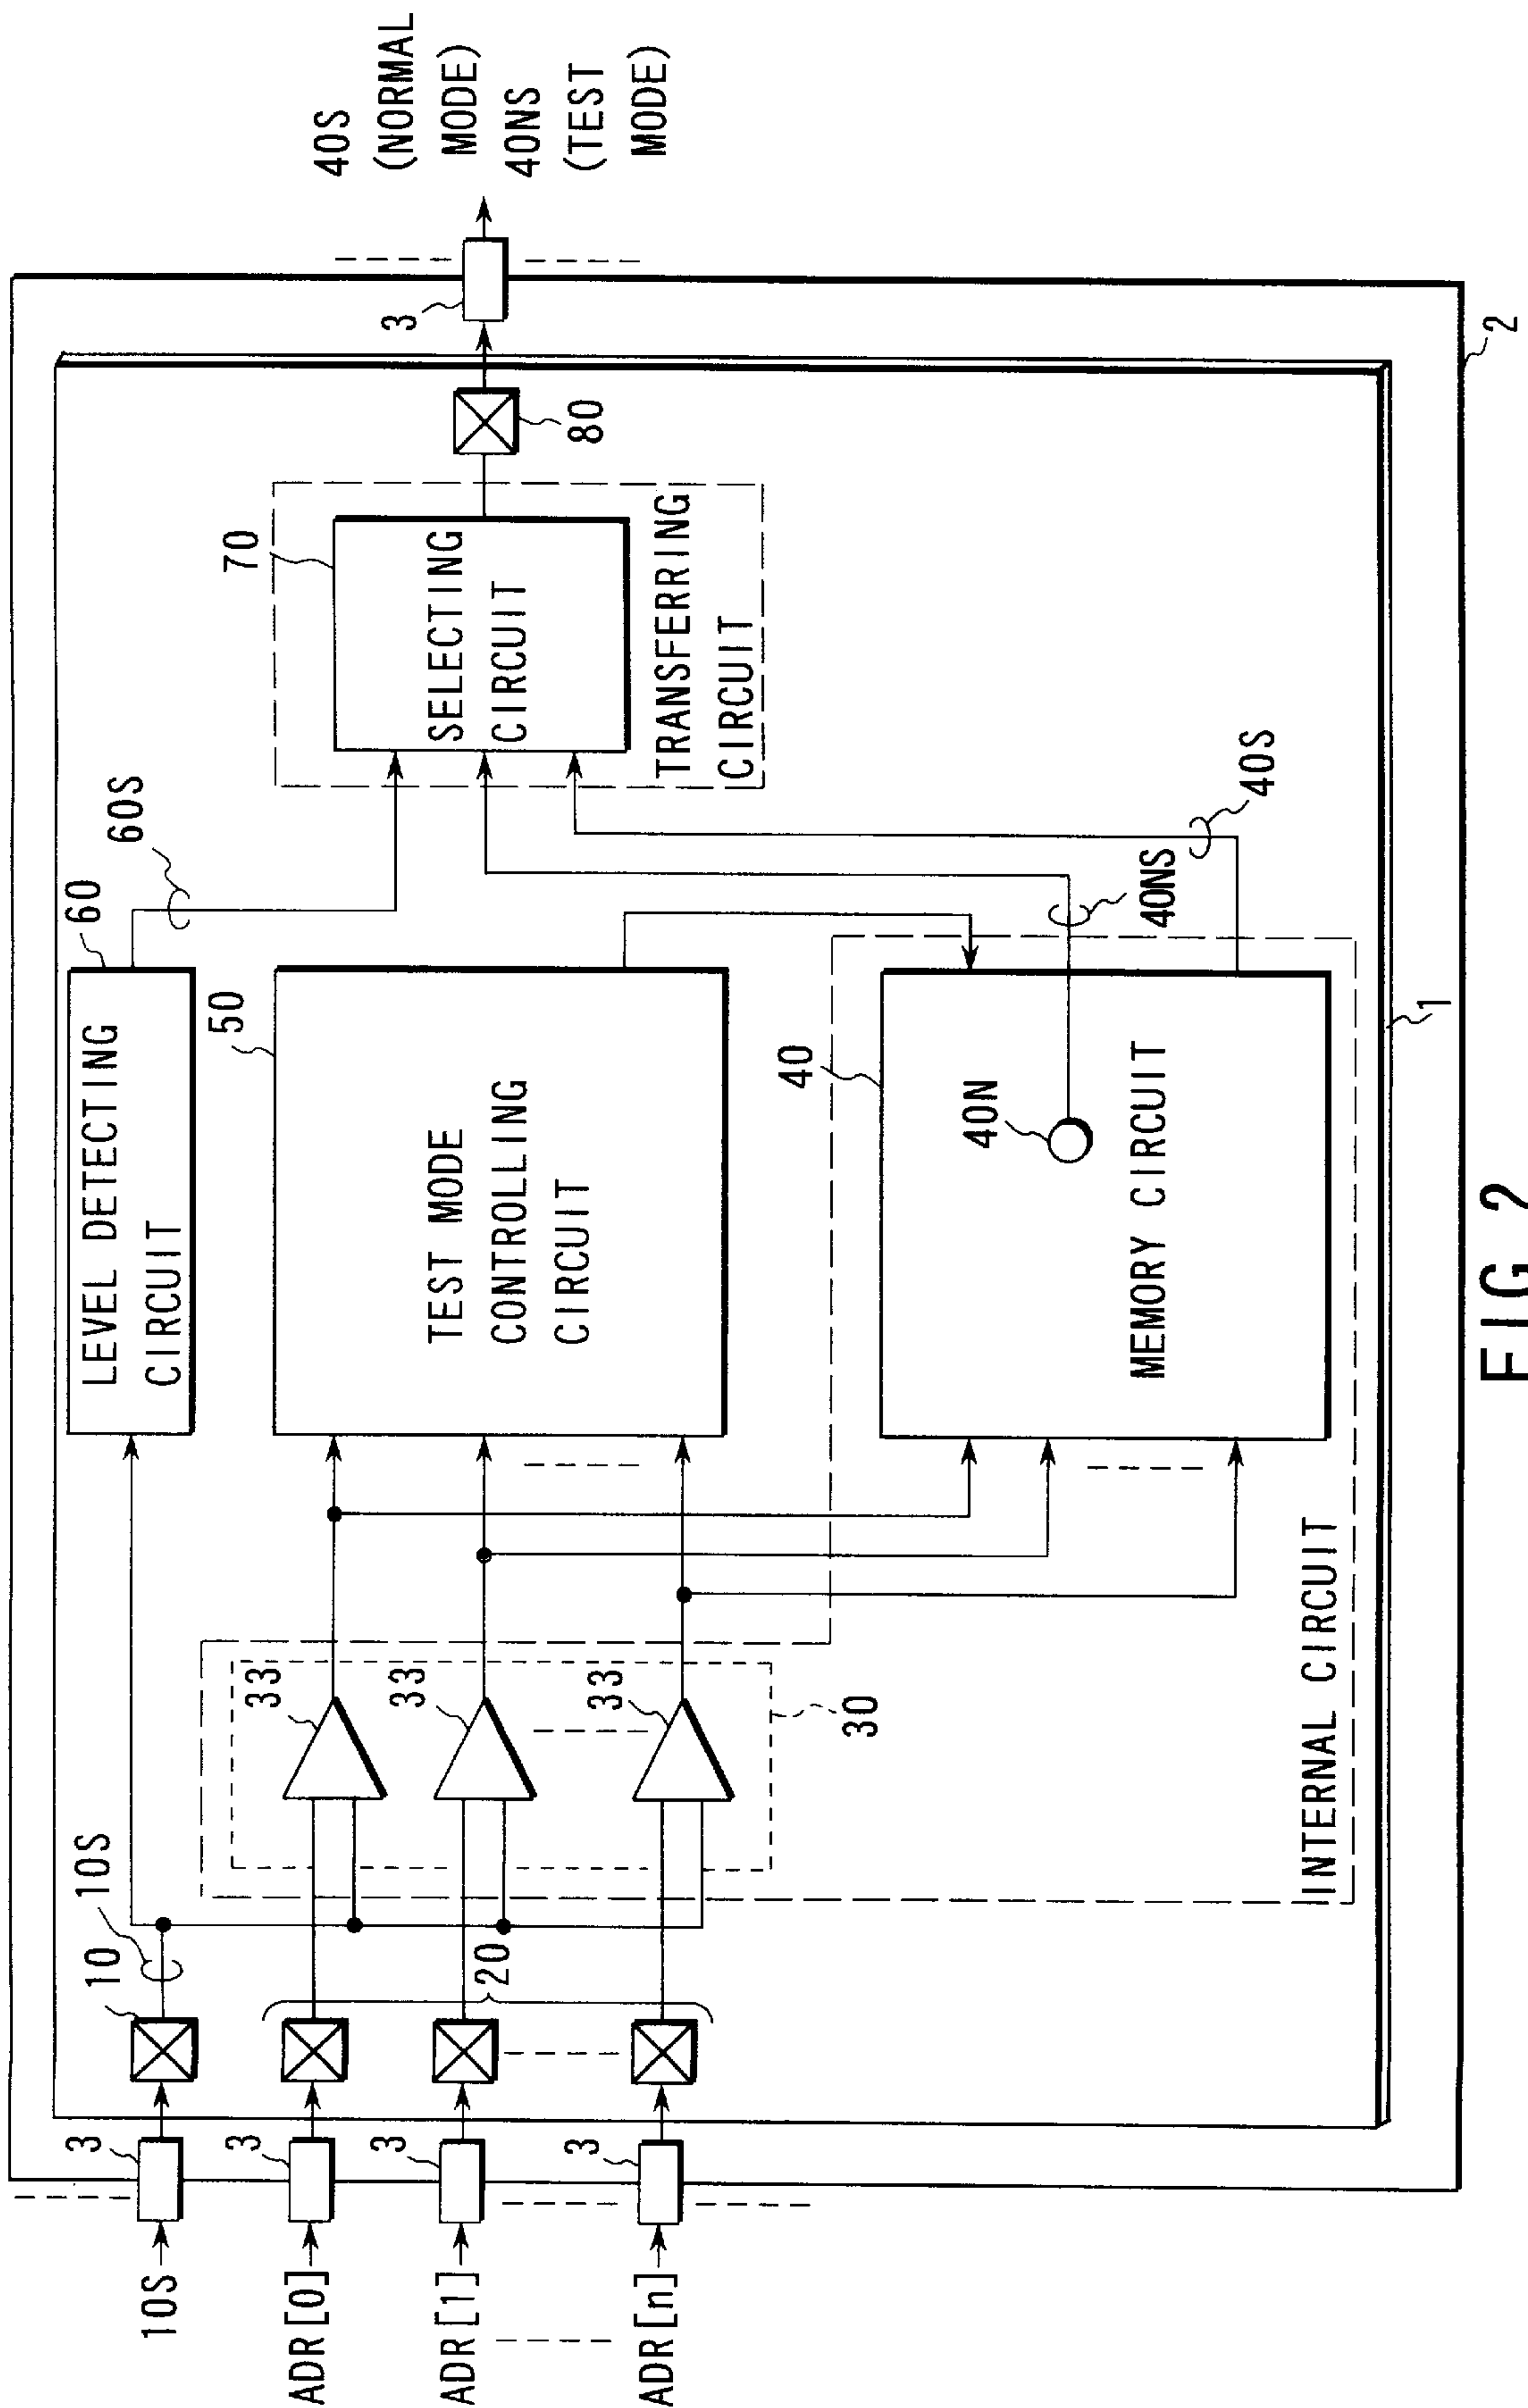 10S
ADR[0]
ADR[1]
ADR[n]
3
3
3
3
10
10S
20
33
33
33
30
LEVEL DETECTING
CIRCUIT
60
60S
50
TEST MODE
CONTROLLING
CIRCUIT
40
40N
MEMORY CIRCUIT
40NS
40S
INTERNAL CIRCUIT
70
SELECTING
CIRCUIT
TRANSFERRING
CIRCUIT
80
3
40S
(NORMAL
MODE)
40NS
(TEST
MODE)
1
2
FIG. 2